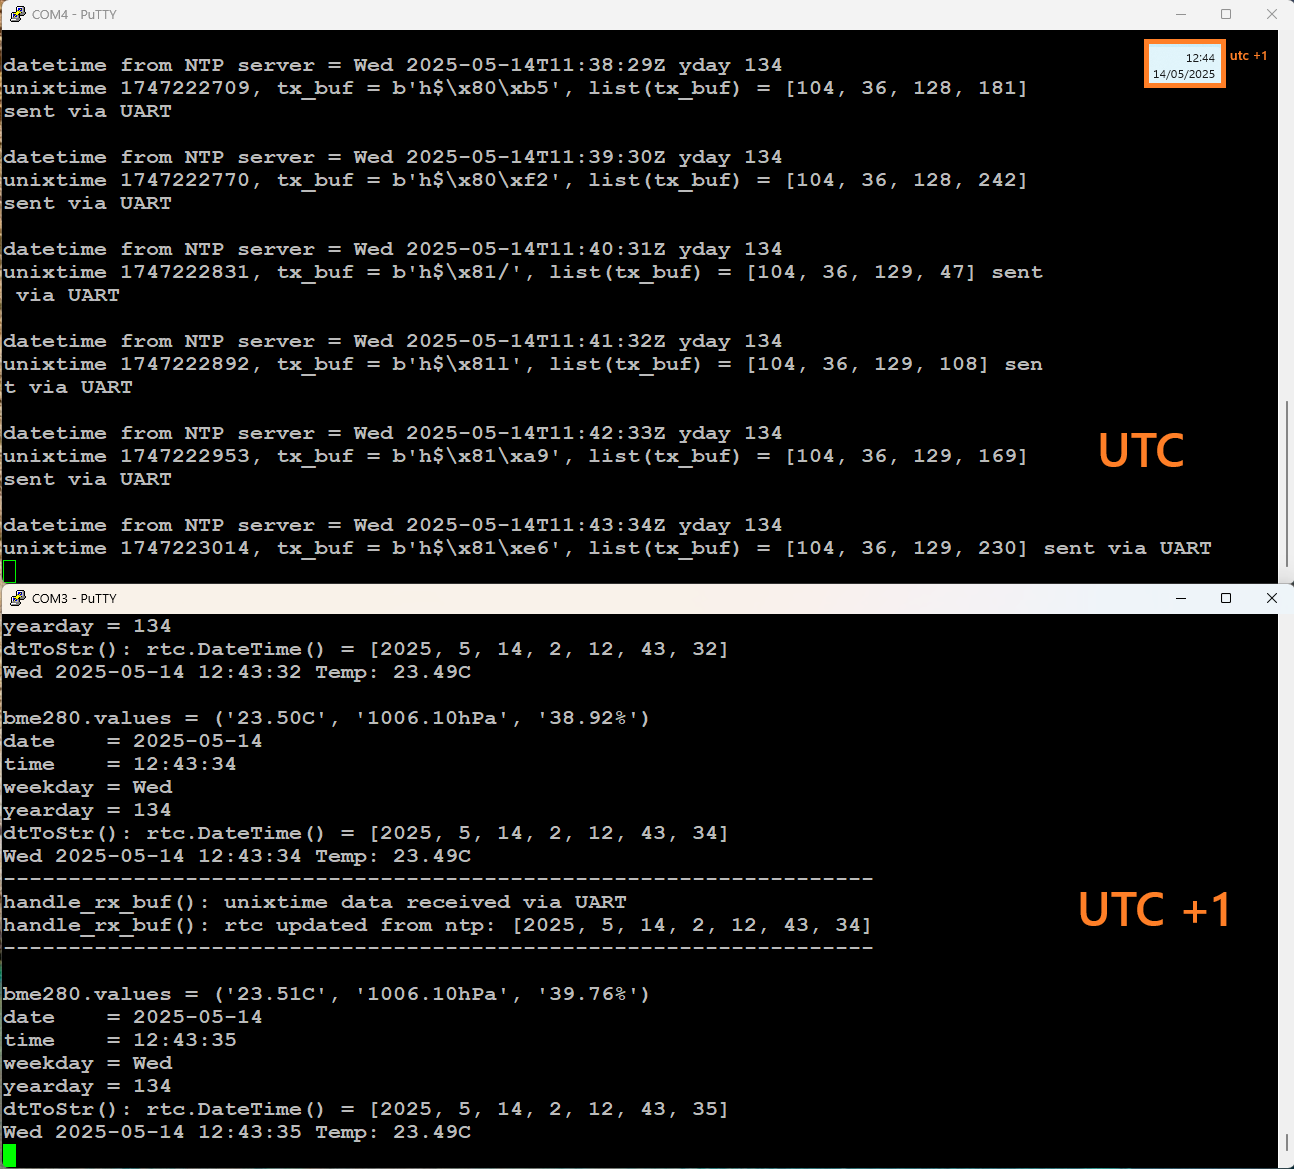 COM4 - PuTTY
12:44
14/05/2025
utc +1
datetime from NTP server = Wed 2025-05-14T11:38:29Z yday 134
unixtime 1747222709, tx_buf = b'h$\x80\xb5', list(tx_buf) = [104, 36, 128, 181]
sent via UART
datetime from NTP server = Wed 2025-05-14T11:39:30Z yday 134
unixtime 1747222770, tx_buf = b'h$\x80\xf2', list(tx_buf) = [104, 36, 128, 242]
sent via UART
datetime from NTP server = Wed 2025-05-14T11:40:31Z yday 134
unixtime 1747222831, tx_buf = b'h$\x81/', list(tx_buf) = [104, 36, 129, 47] sent
 via UART
datetime from NTP server = Wed 2025-05-14T11:41:32Z yday 134
unixtime 1747222892, tx_buf = b'h$\x81l', list(tx_buf) = [104, 36, 129, 108] sen
t via UART
datetime from NTP server = Wed 2025-05-14T11:42:33Z yday 134
unixtime 1747222953, tx_buf = b'h$\x81\xa9', list(tx_buf) = [104, 36, 129, 169]
sent via UART
UTC
datetime from NTP server = Wed 2025-05-14T11:43:34Z yday 134
unixtime 1747223014, tx_buf = b'h$\x81\xe6', list(tx_buf) = [104, 36, 129, 230] sent via UART
COM3 - PuTTY
yearday = 134
dtToStr(): rtc.DateTime() = [2025, 5, 14, 2, 12, 43, 32]
Wed 2025-05-14 12:43:32 Temp: 23.49C
bme280.values = ('23.50C', '1006.10hPa', '38.92%')
date    = 2025-05-14
time    = 12:43:34
weekday = Wed
yearday = 134
dtToStr(): rtc.DateTime() = [2025, 5, 14, 2, 12, 43, 34]
Wed 2025-05-14 12:43:34 Temp: 23.49C
-------------------------------------------------------------------
handle_rx_buf(): unixtime data received via UART
handle_rx_buf(): rtc updated from ntp: [2025, 5, 14, 2, 12, 43, 34]
-------------------------------------------------------------------
UTC +1
bme280.values = ('23.51C', '1006.10hPa', '39.76%')
date    = 2025-05-14
time    = 12:43:35
weekday = Wed
yearday = 134
dtToStr(): rtc.DateTime() = [2025, 5, 14, 2, 12, 43, 35]
Wed 2025-05-14 12:43:35 Temp: 23.49C